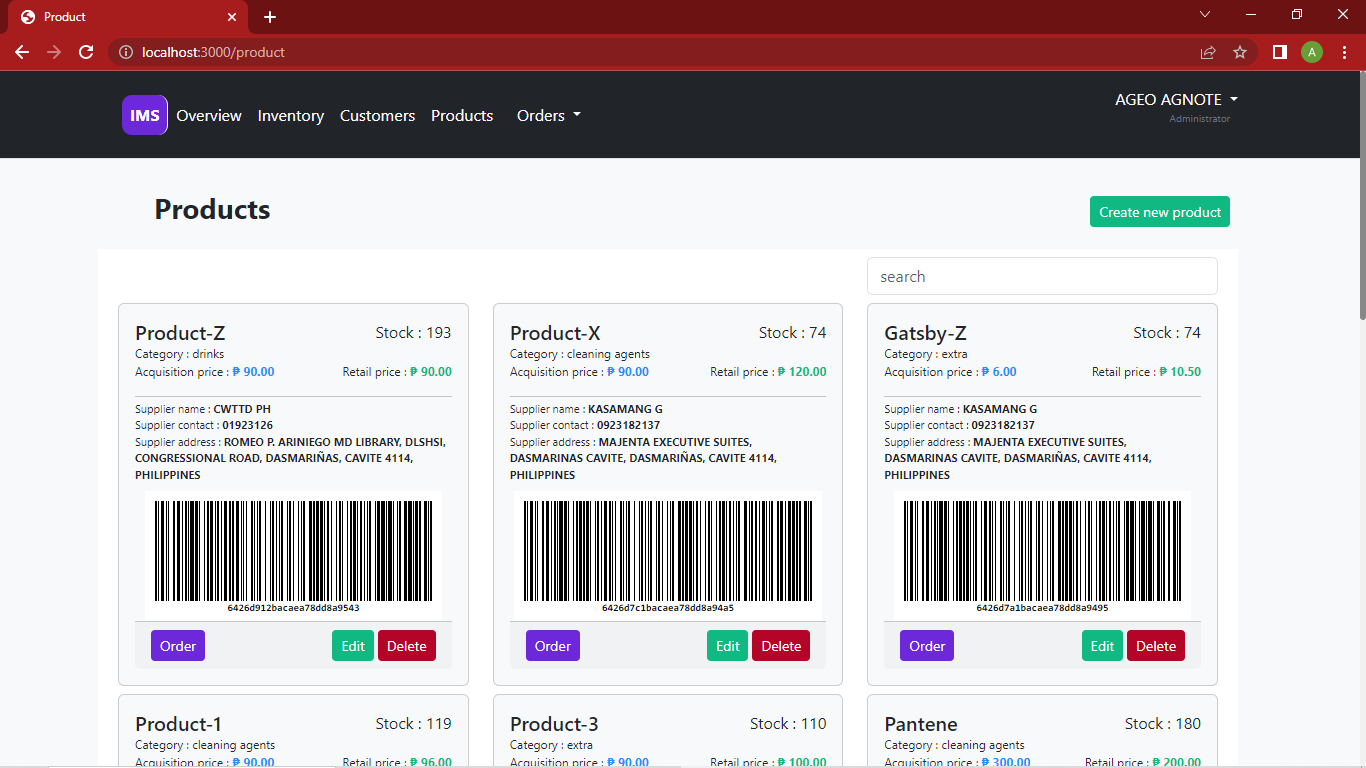 Product
localhost:3000/product
A
IMS Overview Inventory Customers Products Orders
AGEO AGNOTE
Administrator
Products
Create new product
search
Product-Z Stock : 193
Category : drinks
Acquisition price : ₱ 90.00 Retail price : ₱ 90.00
Supplier name : CWTTD PH
Supplier contact : 01923126
Supplier address : ROMEO P. ARINIEGO MD LIBRARY, DLSHSI,
CONGRESSIONAL ROAD, DASMARIÑAS, CAVITE 4114,
PHILIPPINES
6426d912bacaea78dd8a9543
Order Edit Delete
Product-X Stock : 74
Category : cleaning agents
Acquisition price : ₱ 90.00 Retail price : ₱ 120.00
Supplier name : KASAMANG G
Supplier contact : 0923182137
Supplier address : MAJENTA EXECUTIVE SUITES,
DASMARINAS CAVITE, DASMARIÑAS, CAVITE 4114,
PHILIPPINES
6426d7c1bacaea78dd8a94a5
Order Edit Delete
Gatsby-Z Stock : 74
Category : extra
Acquisition price : ₱ 6.00 Retail price : ₱ 10.50
Supplier name : KASAMANG G
Supplier contact : 0923182137
Supplier address : MAJENTA EXECUTIVE SUITES,
DASMARINAS CAVITE, DASMARIÑAS, CAVITE 4114,
PHILIPPINES
6426d7a1bacaea78dd8a9495
Order Edit Delete
Product-1 Stock : 119
Category : cleaning agents
Acquisition price : ₱ 90.00 Retail price : ₱ 96.00
Product-3 Stock : 110
Category : extra
Acquisition price : ₱ 90.00 Retail price : ₱ 100.00
Pantene Stock : 180
Category : cleaning agents
Acquisition price : ₱ 300.00 Retail price : ₱ 200.00